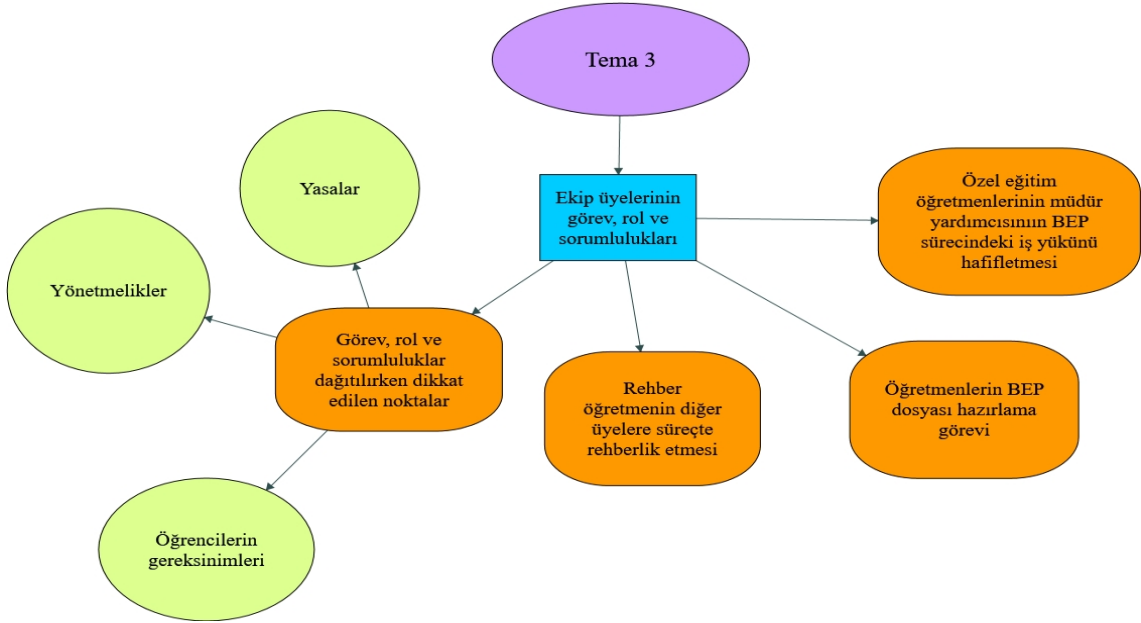 Tema 3
Yasalar
Yönetmelikler
Ekip üyelerinin
görev, rol ve
sorumlulukları
Özel eğitim
öğretmenlerinin müdür
yardımcısının BEP
sürecindeki iş yükünü
hafifletmesi
Görev, rol ve
sorumluluklar
dağıtılırken dikkat
edilen noktalar
Rehber
öğretmenin diğer
üyelere süreçte
rehberlik etmesi
Öğretmenlerin BEP
dosyası hazırlama
görevi
Öğrencilerin
gereksinimleri